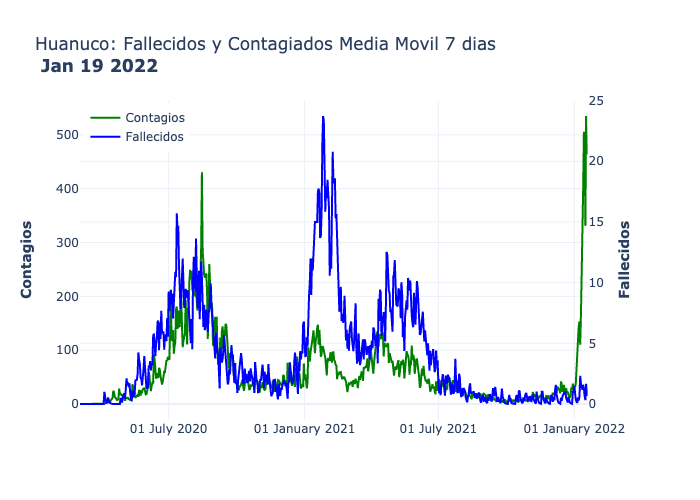 Huanuco: Fallecidos y Contagiados Media Movil 7 dias
Jan 19 2022
Contagios
Fallecidos
500
400
300
200
100
0
25
20
15
10
5
0
Contagios
Fallecidos
01 July 2020
01 January 2021
01 July 2021
01 January 2022